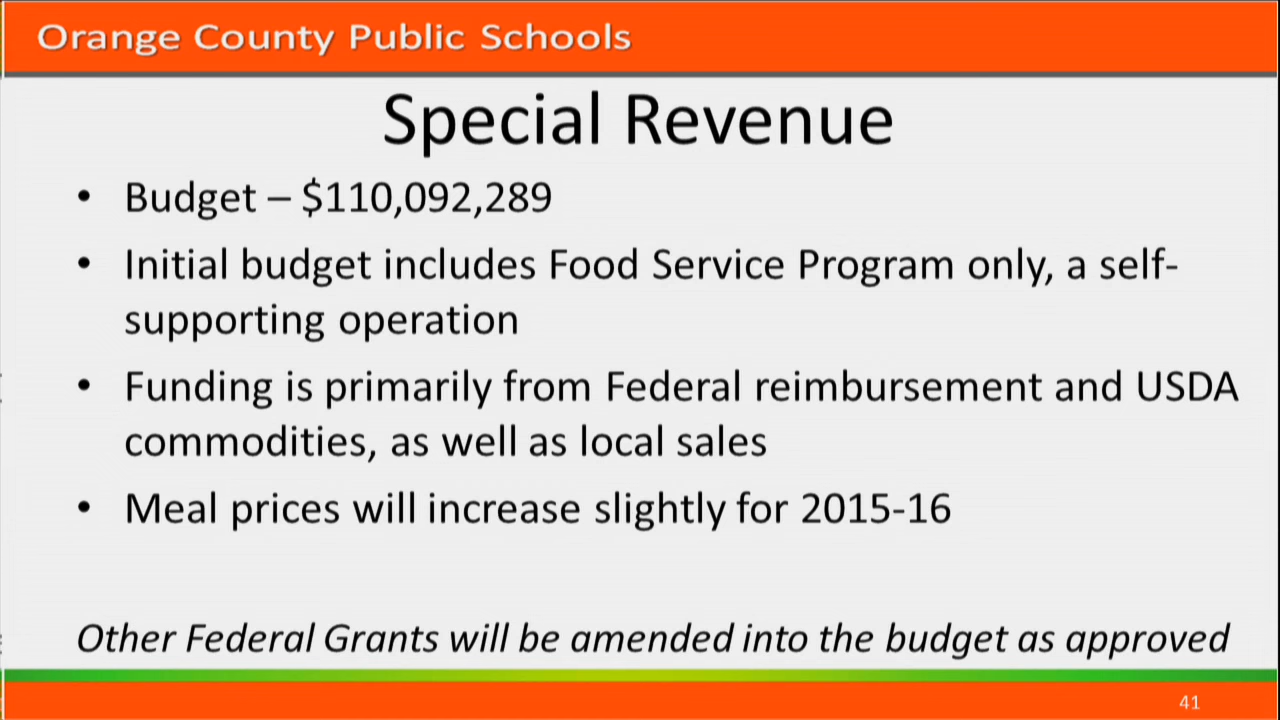 Orange County Public Schools
Special Revenue
• Budget – $110,092,289
• Initial budget includes Food Service Program only, a self-
supporting operation
• Funding is primarily from Federal reimbursement and USDA
commodities, as well as local sales
• Meal prices will increase slightly for 2015-16
Other Federal Grants will be amended into the budget as approved
41